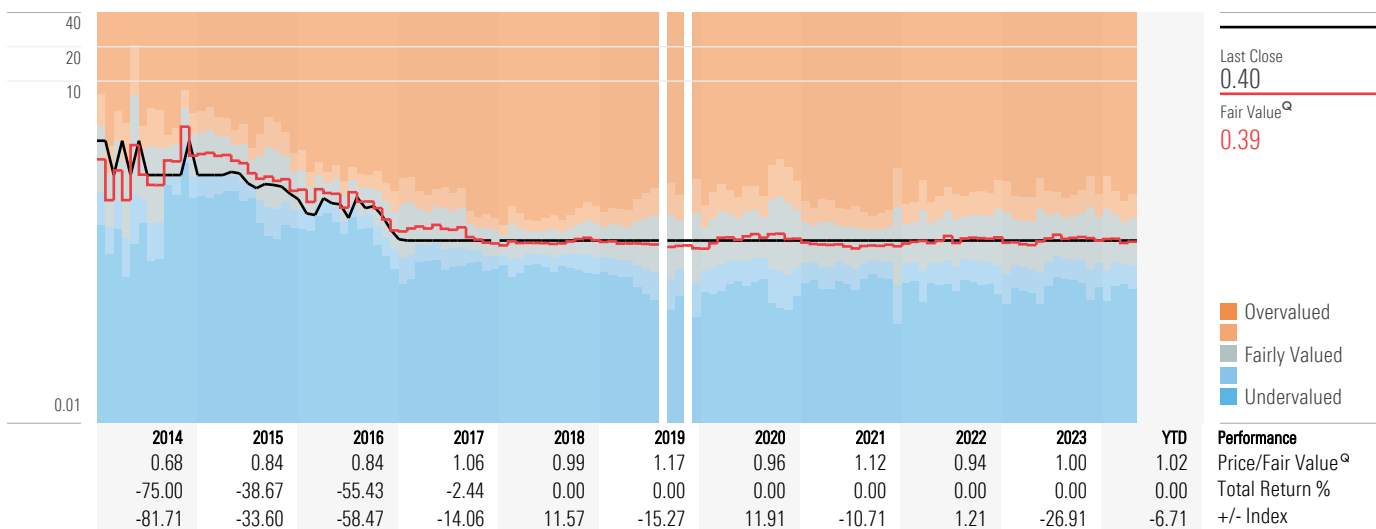 40
20
10
0.01
Last Close
0.40
Fair Value Q
0.39
Overvalued
Fairly Valued
Undervalued
2014 2015 2016 2017 2018 2019 2020 2021 2022 2023 YTD Performance
0.68 0.84 0.84 1.06 0.99 1.17 0.96 1.12 0.94 1.00 1.02 Price/Fair Value Q
-75.00 -38.67 -55.43 -2.44 0.00 0.00 0.00 0.00 0.00 0.00 0.00 Total Return %
-81.71 -33.60 -58.47 -14.06 11.57 -15.27 11.91 -10.71 1.21 -26.91 -6.71 +/- Index